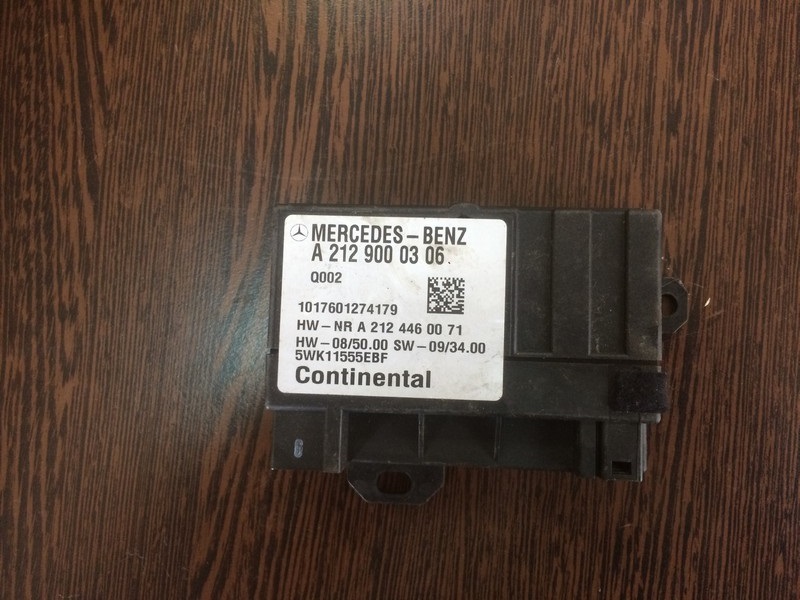 MERCEDES-BENZ
A 212 900 03 06
Q002
1017601274179
HW-NR A 212 446 00 71
HW-08/50.00 SW-09/34.00
5WK11555EBF
Continental
6